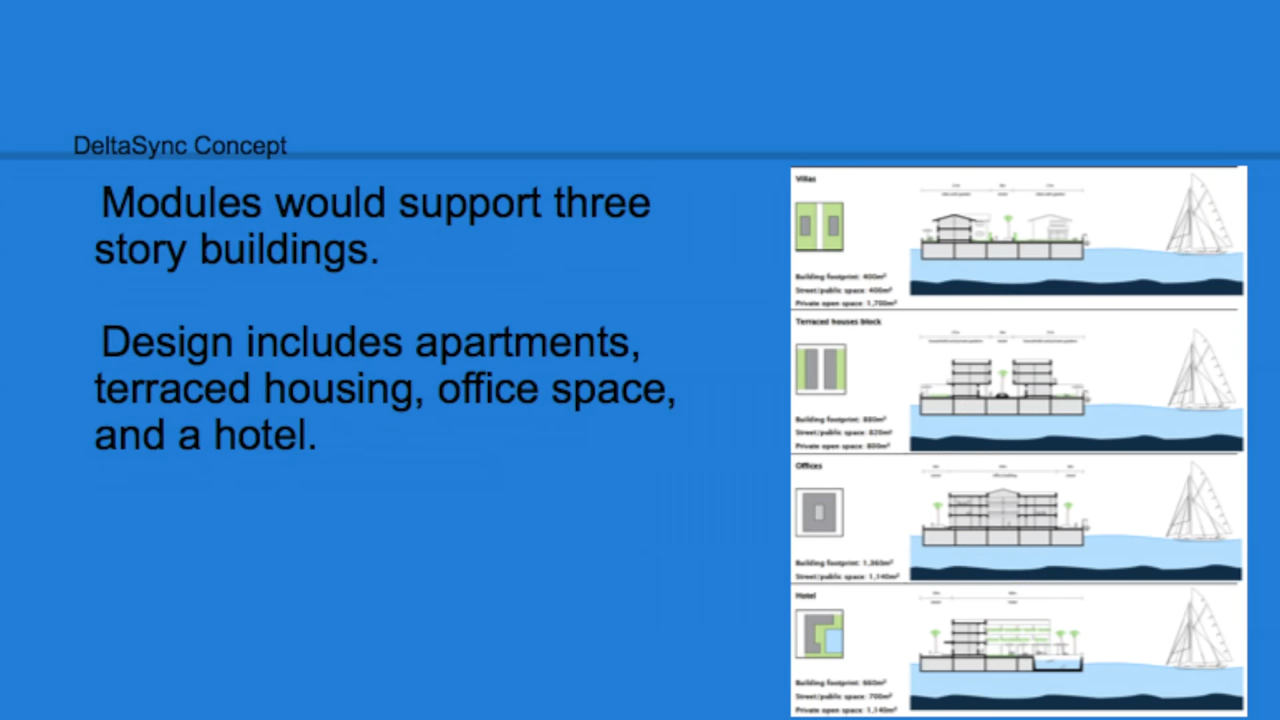 DeltaSync Concept
Modules would support three
story buildings.
Design includes apartments,
terraced housing, office space,
and a hotel.
Villas
Building footprint: 400m²
Street/public space: 400m²
Private open space: 1,700m²
Terraced houses block
Building footprint: 880m²
Street/public space: 820m²
Private open space: 800m²
Offices
Building footprint: 1,360m²
Street/public space: 1,140m²
Hotel
Building footprint: 660m²
Street/public space: 700m²
Private open space: 1,140m²